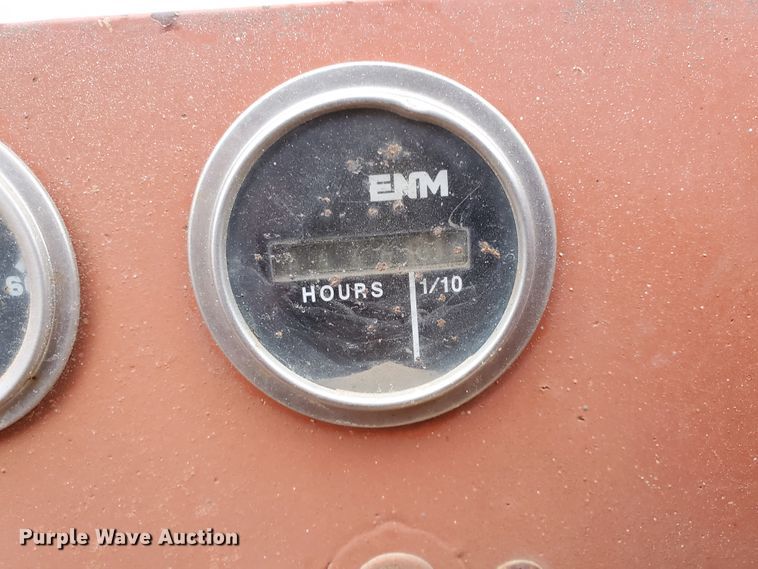 ENM
HOURS 1/10
Purple Wave Auction